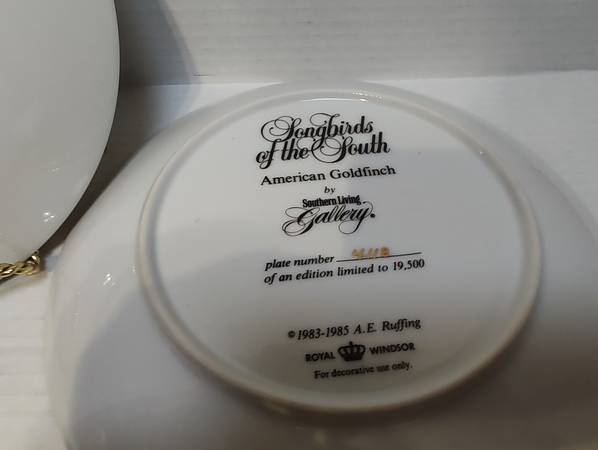 Songbirds
of the South
American Goldfinch
by
Southern Living
Gallery®
plate number
of an edition limited to 19,500
© 1983-1985 A.E. Ruffing
ROYAL WINDSOR
For decorative use only.